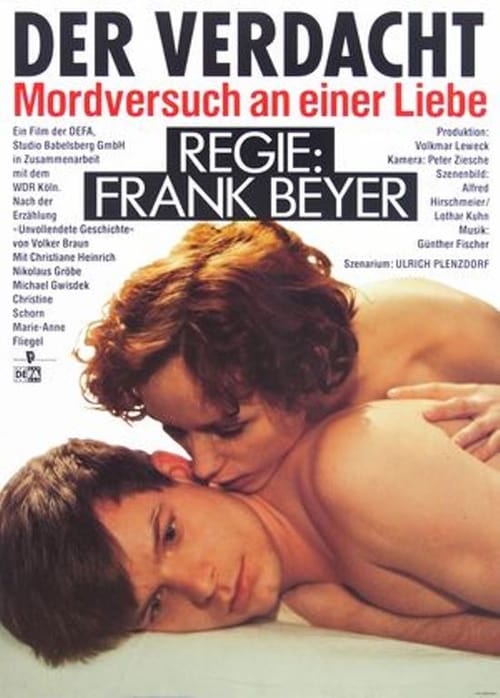 DER VERDACHT
Mordversuch an einer Liebe
Ein Film der DEFA,
Studio Babelsberg GmbH
in Zusammenarbeit
mit dem
WDR Köln.
Nach der
Erzählung
»Unvollendete Geschichte«
von Volker Braun
Mit Christiane Heinrich
Nikolaus Gröbe
Michael Gwisdek
Christine
Schorn
Marie-Anne
Fliegel
REGIE:
FRANK BEYER
Produktion:
Volkmar Leweck
Kamera: Peter Ziesche
Szenenbild:
Alfred
Hirschmeier/
Lothar Kuhn
Musik:
Günther Fischer
Szenarium: ULRICH PLENZDORF